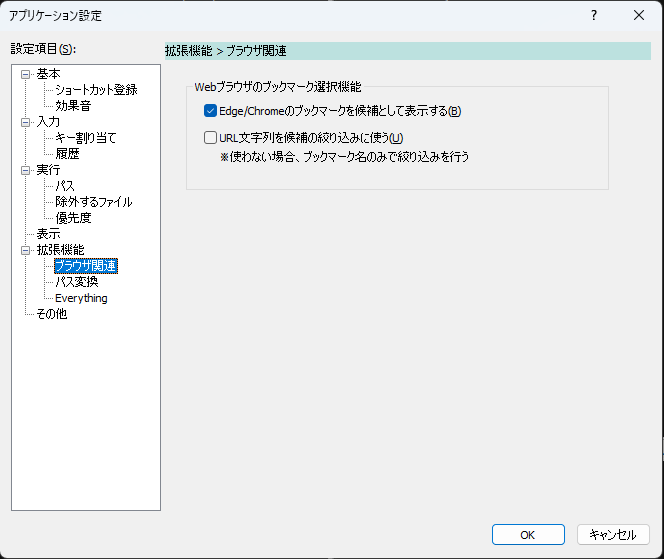 アプリケーション設定
?
設定項目(S):
基本
ショートカット登録
効果音
入力
キー割り当て
履歴
実行
パス
除外するファイル
優先度
表示
拡張機能
ブラウザ関連
パス変換
Everything
その他
拡張機能 > ブラウザ関連
Webブラウザのブックマーク選択機能
Edge/Chromeのブックマークを候補として表示する(B)
URL文字列を候補の絞り込みに使う(U)
※使わない場合、ブックマーク名のみで絞り込みを行う
OK
キャンセル